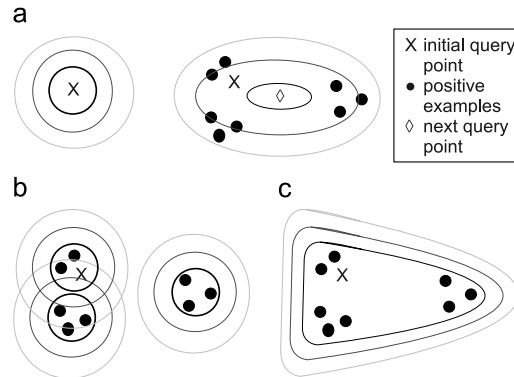 a
X
X
◊
X initial query
point
● positive
examples
◊ next query
point
b
X
c
X